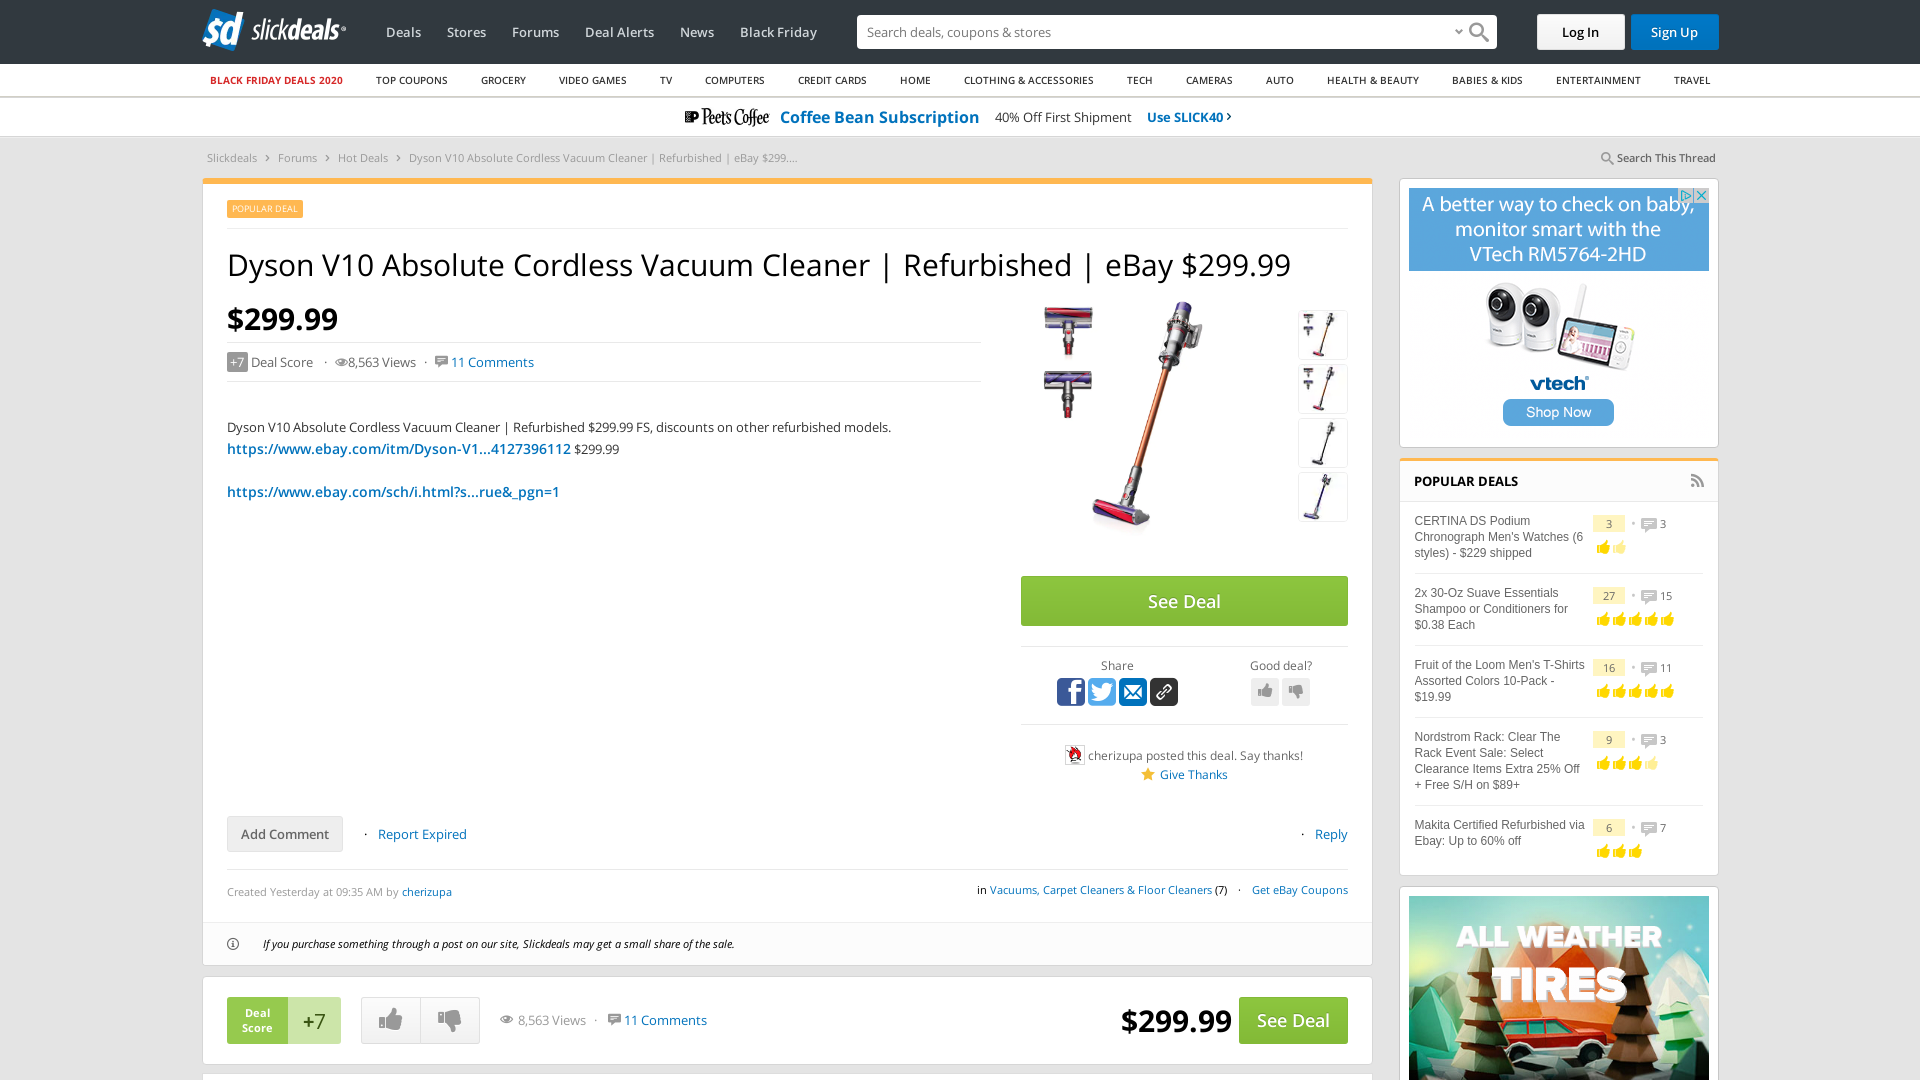 sd slickdeals
Deals
Stores
Forums
Deal Alerts
News
Black Friday
Search deals, coupons & stores
Log In
Sign Up
BLACK FRIDAY DEALS 2020
TOP COUPONS
GROCERY
VIDEO GAMES
TV
COMPUTERS
CREDIT CARDS
HOME
CLOTHING & ACCESSORIES
TECH
CAMERAS
AUTO
HEALTH & BEAUTY
BABIES & KIDS
ENTERTAINMENT
TRAVEL
Peet's Coffee Coffee Bean Subscription 40% Off First Shipment Use SLICK40 ›
Slickdeals › Forums › Hot Deals › Dyson V10 Absolute Cordless Vacuum Cleaner | Refurbished | eBay $299....
Search This Thread
POPULAR DEAL
Dyson V10 Absolute Cordless Vacuum Cleaner | Refurbished | eBay $299.99
$299.99
+7 Deal Score · 8,563 Views · 11 Comments
Dyson V10 Absolute Cordless Vacuum Cleaner | Refurbished $299.99 FS, discounts on other refurbished models.
https://www.ebay.com/itm/Dyson-V1...4127396112 $299.99
https://www.ebay.com/sch/i.html?s...rue&_pgn=1
See Deal
Share
Good deal?
cherizupa posted this deal. Say thanks!
Give Thanks
Add Comment · Report Expired
· Reply
Created Yesterday at 09:35 AM by cherizupa
in Vacuums, Carpet Cleaners & Floor Cleaners (7) · Get eBay Coupons
If you purchase something through a post on our site, Slickdeals may get a small share of the sale.
Deal
Score
+7
8,563 Views · 11 Comments
$299.99
See Deal
A better way to check on baby,
monitor smart with the
VTech RM5764-2HD
vtech
Shop Now
POPULAR DEALS
CERTINA DS Podium
Chronograph Men's Watches (6
styles) - $229 shipped
3 · 3
2x 30-Oz Suave Essentials
Shampoo or Conditioners for
$0.38 Each
27 · 15
Fruit of the Loom Men's T-Shirts
Assorted Colors 10-Pack -
$19.99
16 · 11
Nordstrom Rack: Clear The
Rack Event Sale: Select
Clearance Items Extra 25% Off
+ Free S/H on $89+
9 · 3
Makita Certified Refurbished via
Ebay: Up to 60% off
6 · 7
ALL WEATHER
TIRES